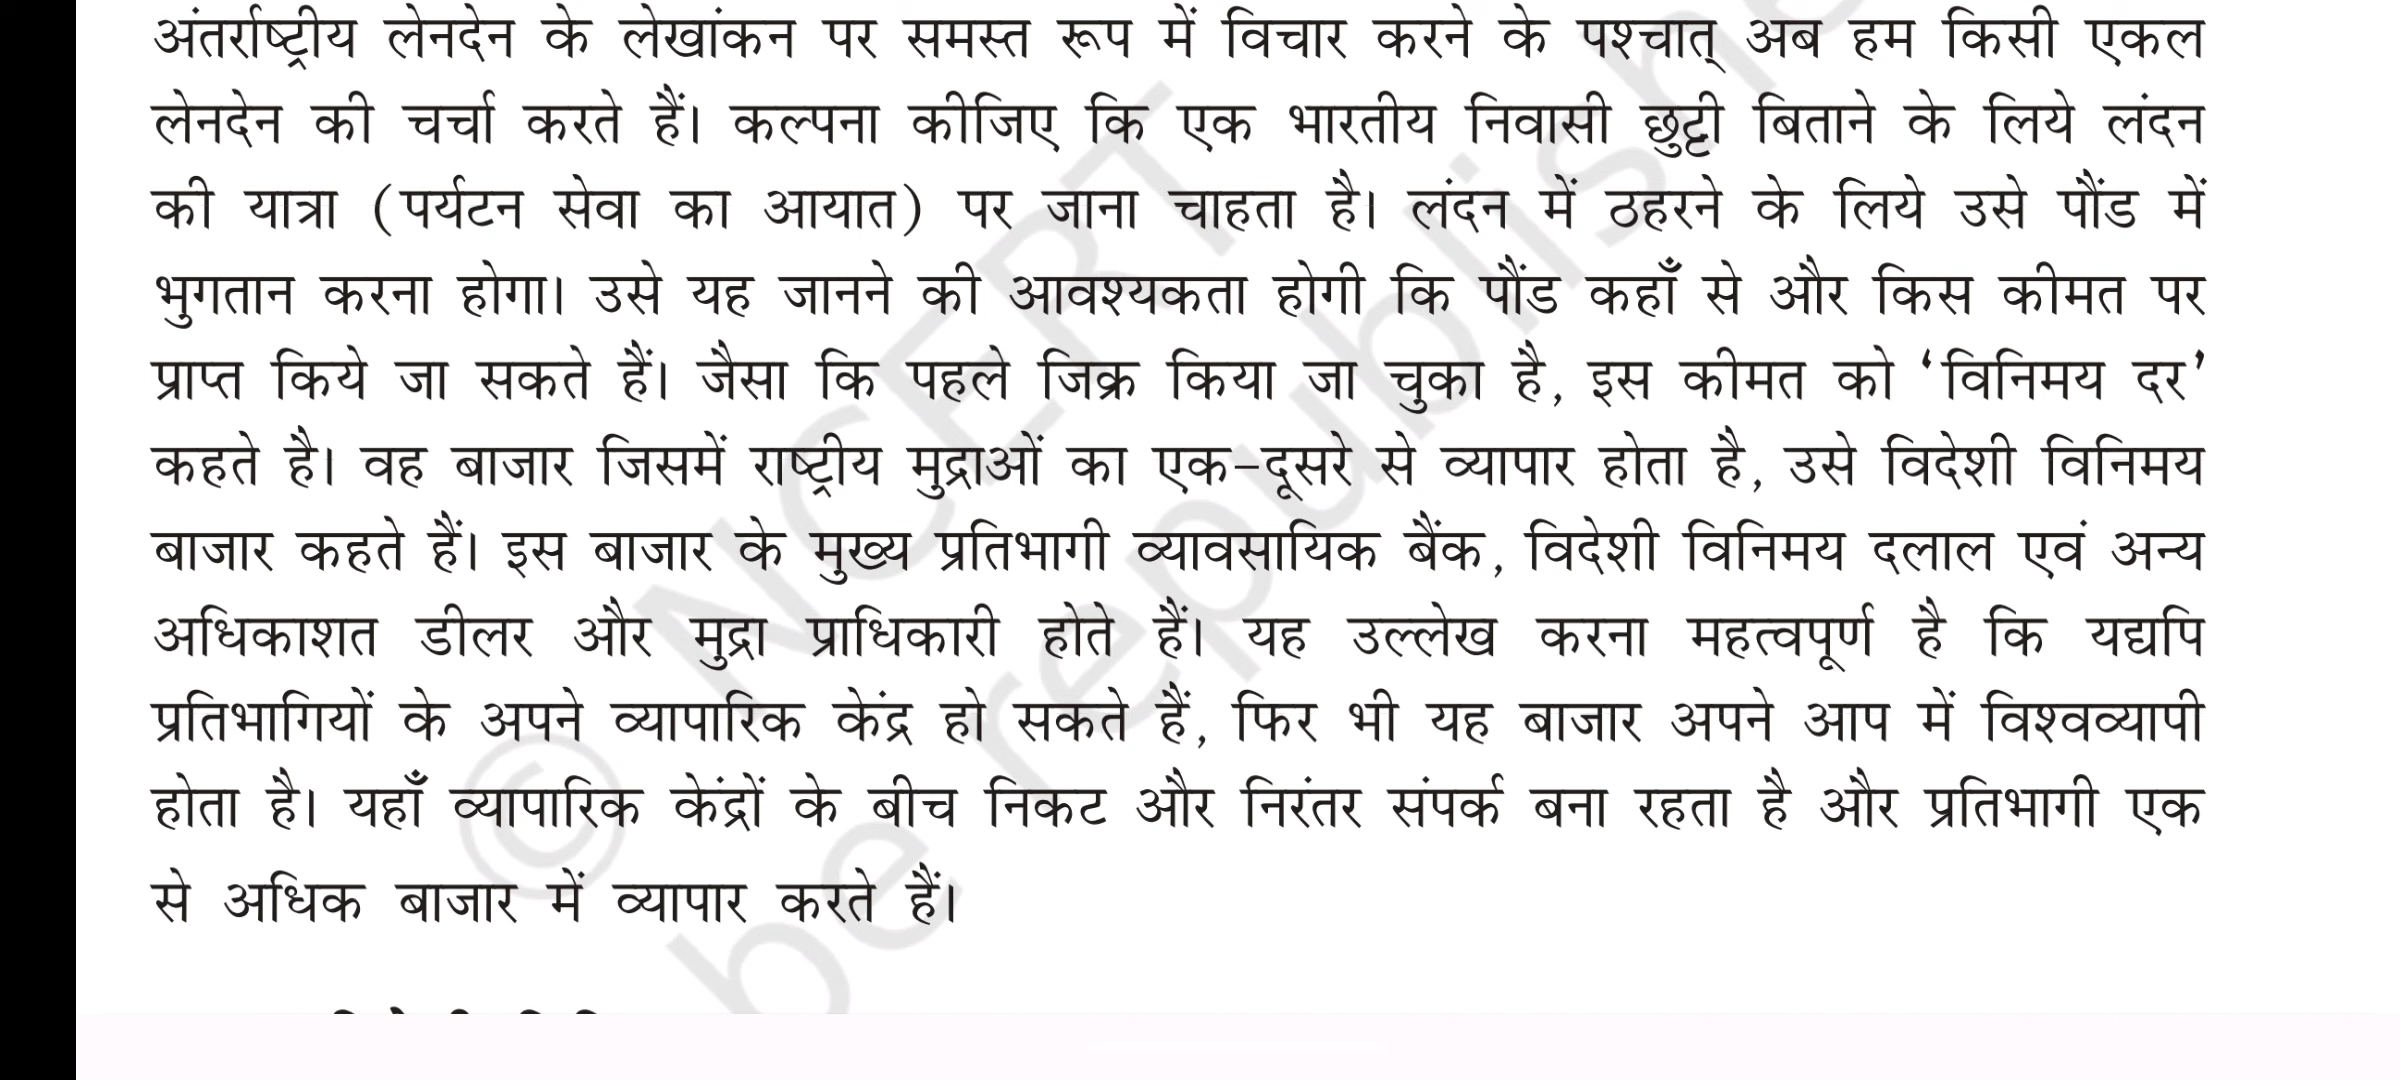 अंतर्राष्ट्रीय लेनदेन के लेखांकन पर समस्त रूप में विचार करने के पश्चात् अब हम किसी एकल
लेनदेन की चर्चा करते हैं। कल्पना कीजिए कि एक भारतीय निवासी छुट्टी बिताने के लिये लंदन
की यात्रा (पर्यटन सेवा का आयात) पर जाना चाहता है। लंदन में ठहरने के लिये उसे पौंड में
भुगतान करना होगा। उसे यह जानने की आवश्यकता होगी कि पौंड कहाँ से और किस कीमत पर
प्राप्त किये जा सकते हैं। जैसा कि पहले जिक्र किया जा चुका है, इस कीमत को ‘विनिमय दर’
कहते है। वह बाजार जिसमें राष्ट्रीय मुद्राओं का एक-दूसरे से व्यापार होता है, उसे विदेशी विनिमय
बाजार कहते हैं। इस बाजार के मुख्य प्रतिभागी व्यावसायिक बैंक, विदेशी विनिमय दलाल एवं अन्य
अधिकाशत डीलर और मुद्रा प्राधिकारी होते हैं। यह उल्लेख करना महत्वपूर्ण है कि यद्यपि
प्रतिभागियों के अपने व्यापारिक केंद्र हो सकते हैं, फिर भी यह बाजार अपने आप में विश्वव्यापी
होता है। यहाँ व्यापारिक केंद्रों के बीच निकट और निरंतर संपर्क बना रहता है और प्रतिभागी एक
से अधिक बाजार में व्यापार करते हैं।
© NCERT
be republishe